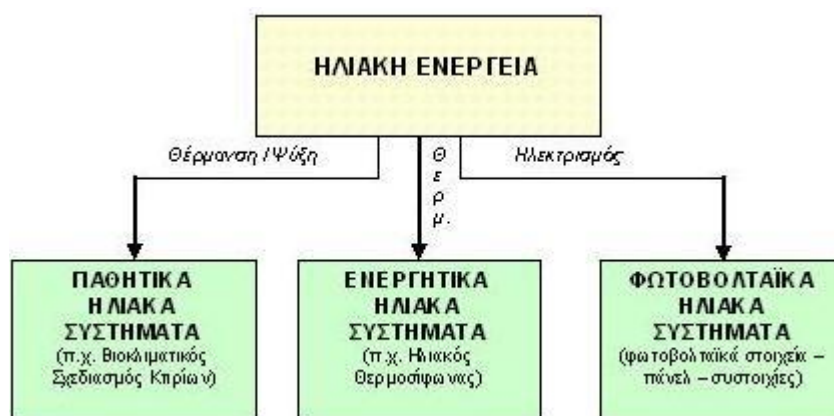 ΗΛΙΑΚΗ ΕΝΕΡΓΕΙΑ
Θέρμανση / Ψύξη
Θερμ.
Ηλεκτρισμός
ΠΑΘΗΤΙΚΑ
ΗΛΙΑΚΑ
ΣΥΣΤΗΜΑΤΑ
(π.χ. Βιοκλιματικός
Σχεδιασμός Κτιρίων)
ΕΝΕΡΓΗΤΙΚΑ
ΗΛΙΑΚΑ
ΣΥΣΤΗΜΑΤΑ
(π.χ. Ηλιακός
Θερμοσίφωνας)
ΦΩΤΟΒΟΛΤΑΪΚΑ
ΗΛΙΑΚΑ
ΣΥΣΤΗΜΑΤΑ
(φωτοβολταϊκά στοιχεία –
πάνελ – συστοιχίες)